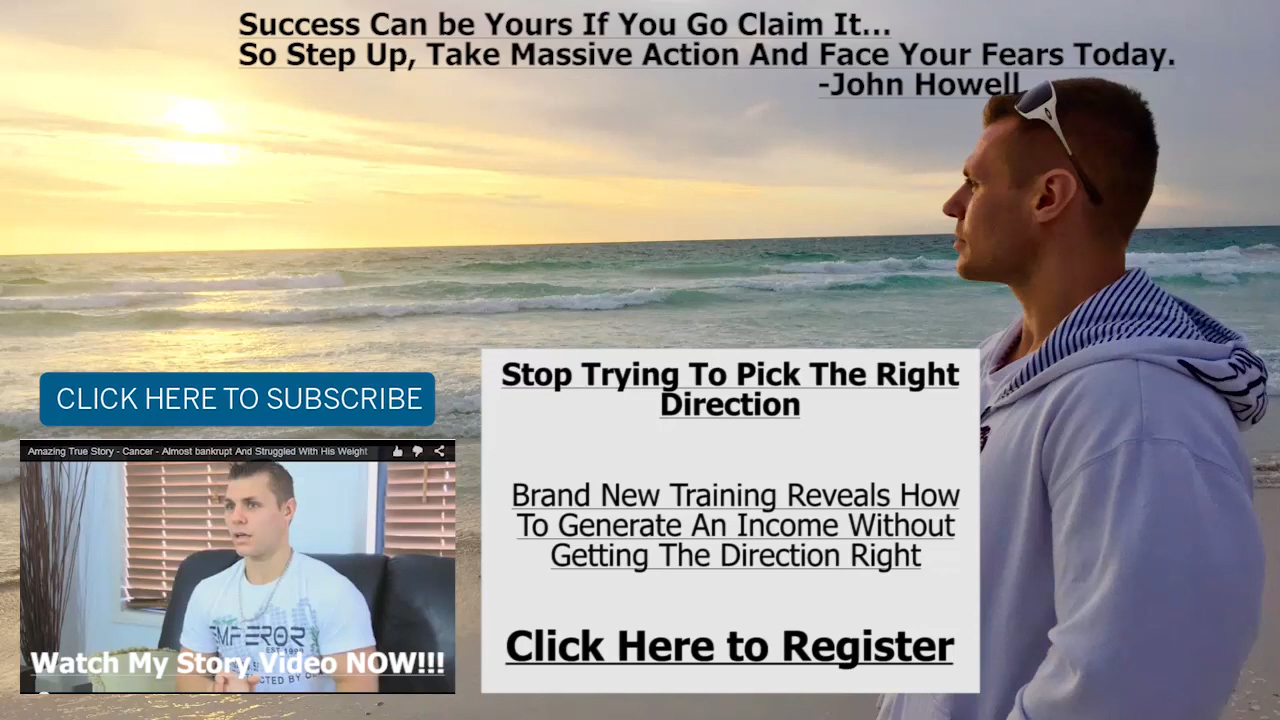 Success Can be Yours If You Go Claim It...
So Step Up, Take Massive Action And Face Your Fears Today.
-John Howell
Stop Trying To Pick The Right
Direction
CLICK HERE TO SUBSCRIBE
Amazing True Story - Cancer - Almost bankrupt And Struggled With His Weight
Brand New Training Reveals How
To Generate An Income Without
Getting The Direction Right
EMPEROR
EST 1990
Watch My Story Video NOW!!!
Click Here to Register